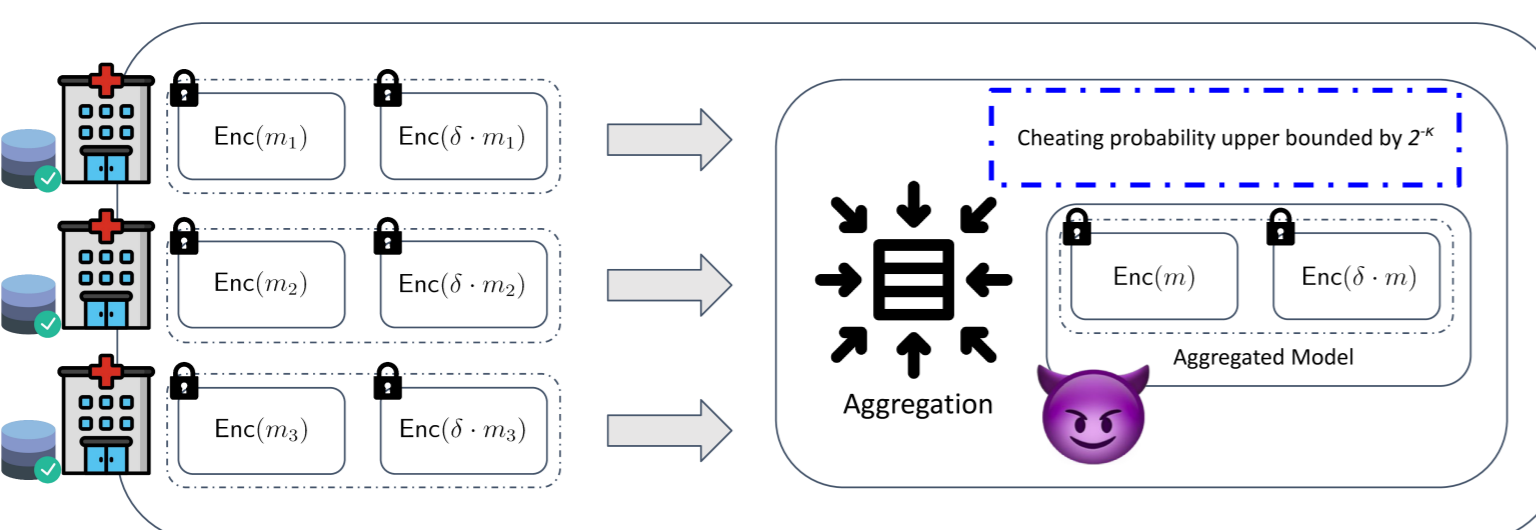 Enc(m₁)
Enc(δ · m₁)
Cheating probability upper bounded by 2⁻ᴷ
Enc(m₂)
Enc(δ · m₂)
Enc(m)
Enc(δ · m)
Aggregated Model
Aggregation
Enc(m₃)
Enc(δ · m₃)